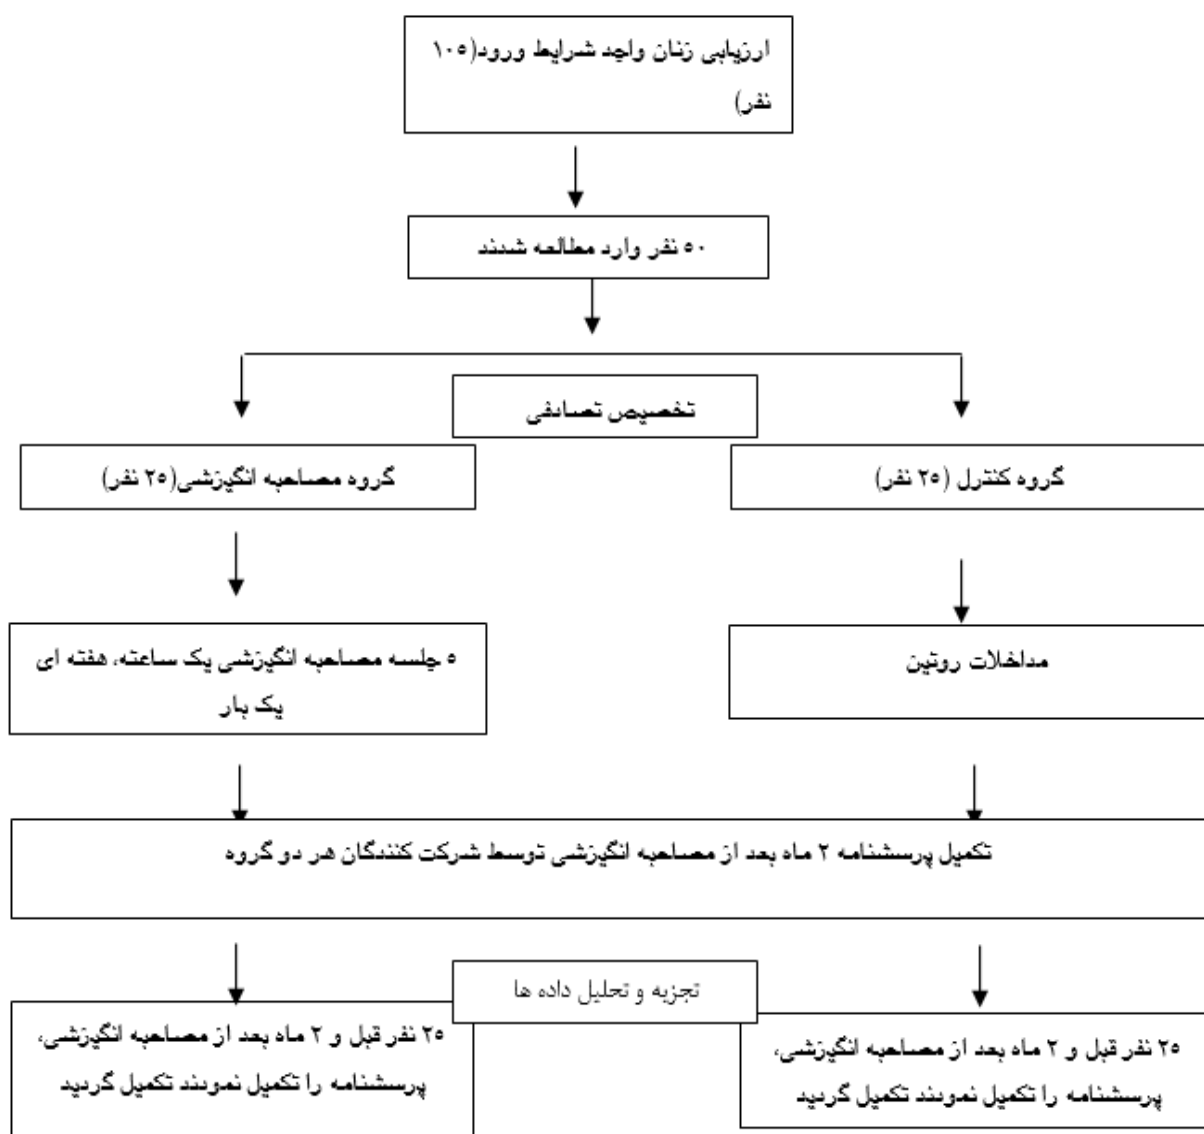 ارزیابی زنان واجد شرایط ورود(۱۰۵
نفر)
۵۰ نفر وارد مطالعه شدند
تخصیص تصادفی
گروه کنترل (۲۵ نفر)
گروه مصاحبه انگیزشی(۲۵ نفر)
مداخلات روتین
۵ جلسه مصاحبه انگیزشی یک ساعته، هفته ای
یک بار
تکمیل پرسشنامه ۲ ماه بعد از مصاحبه انگیزشی توسط شرکت کنندگان هر دو گروه
تجزیه و تحلیل داده ها
۲۵ نفر قبل و ۲ ماه بعد از مصاحبه انگیزشی،
پرسشنامه را تکمیل نمودند تکمیل گردید
۲۵ نفر قبل و ۲ ماه بعد از مصاحبه انگیزشی،
پرسشنامه را تکمیل نمودند تکمیل گردید